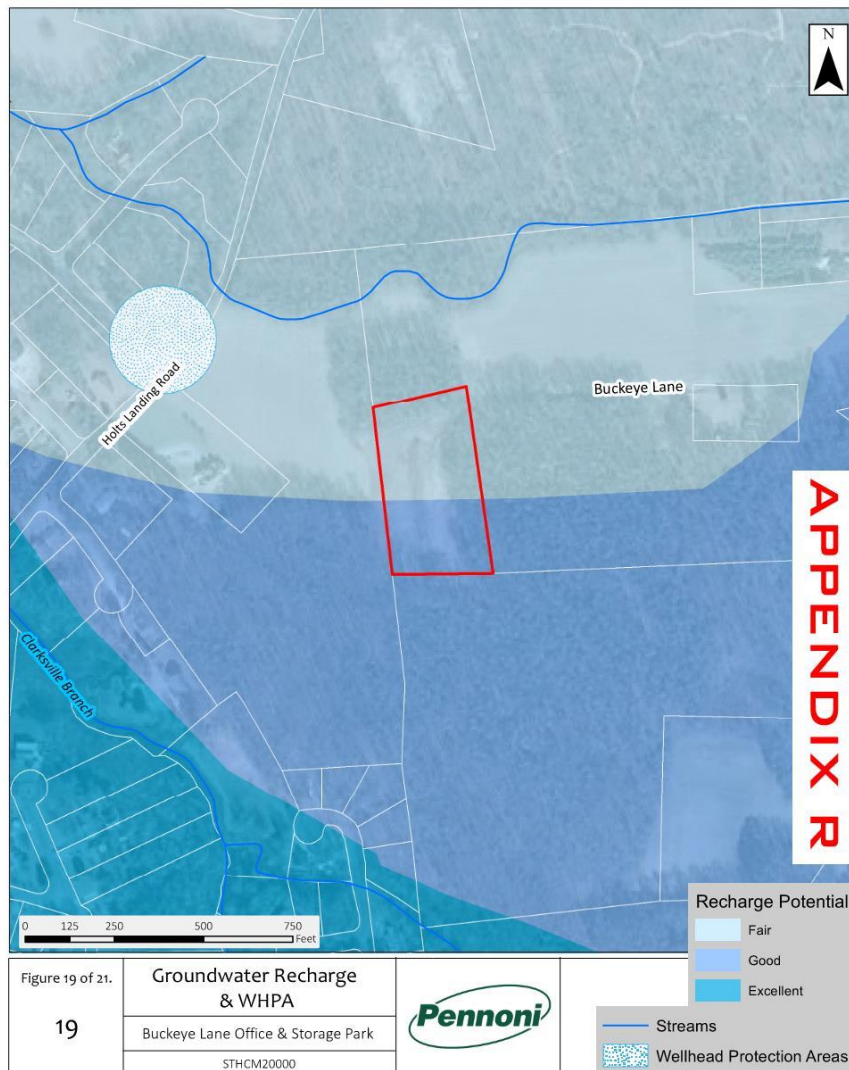 N
Holts Landing Road
Buckeye Lane
Clarksville Branch
APPENDIX R
0 125 250 500 750
Feet
Recharge Potential
Fair
Good
Excellent
Streams
Wellhead Protection Areas
Figure 19 of 21.
19
Groundwater Recharge
& WHPA
Buckeye Lane Office & Storage Park
STHCM20000
Pennoni